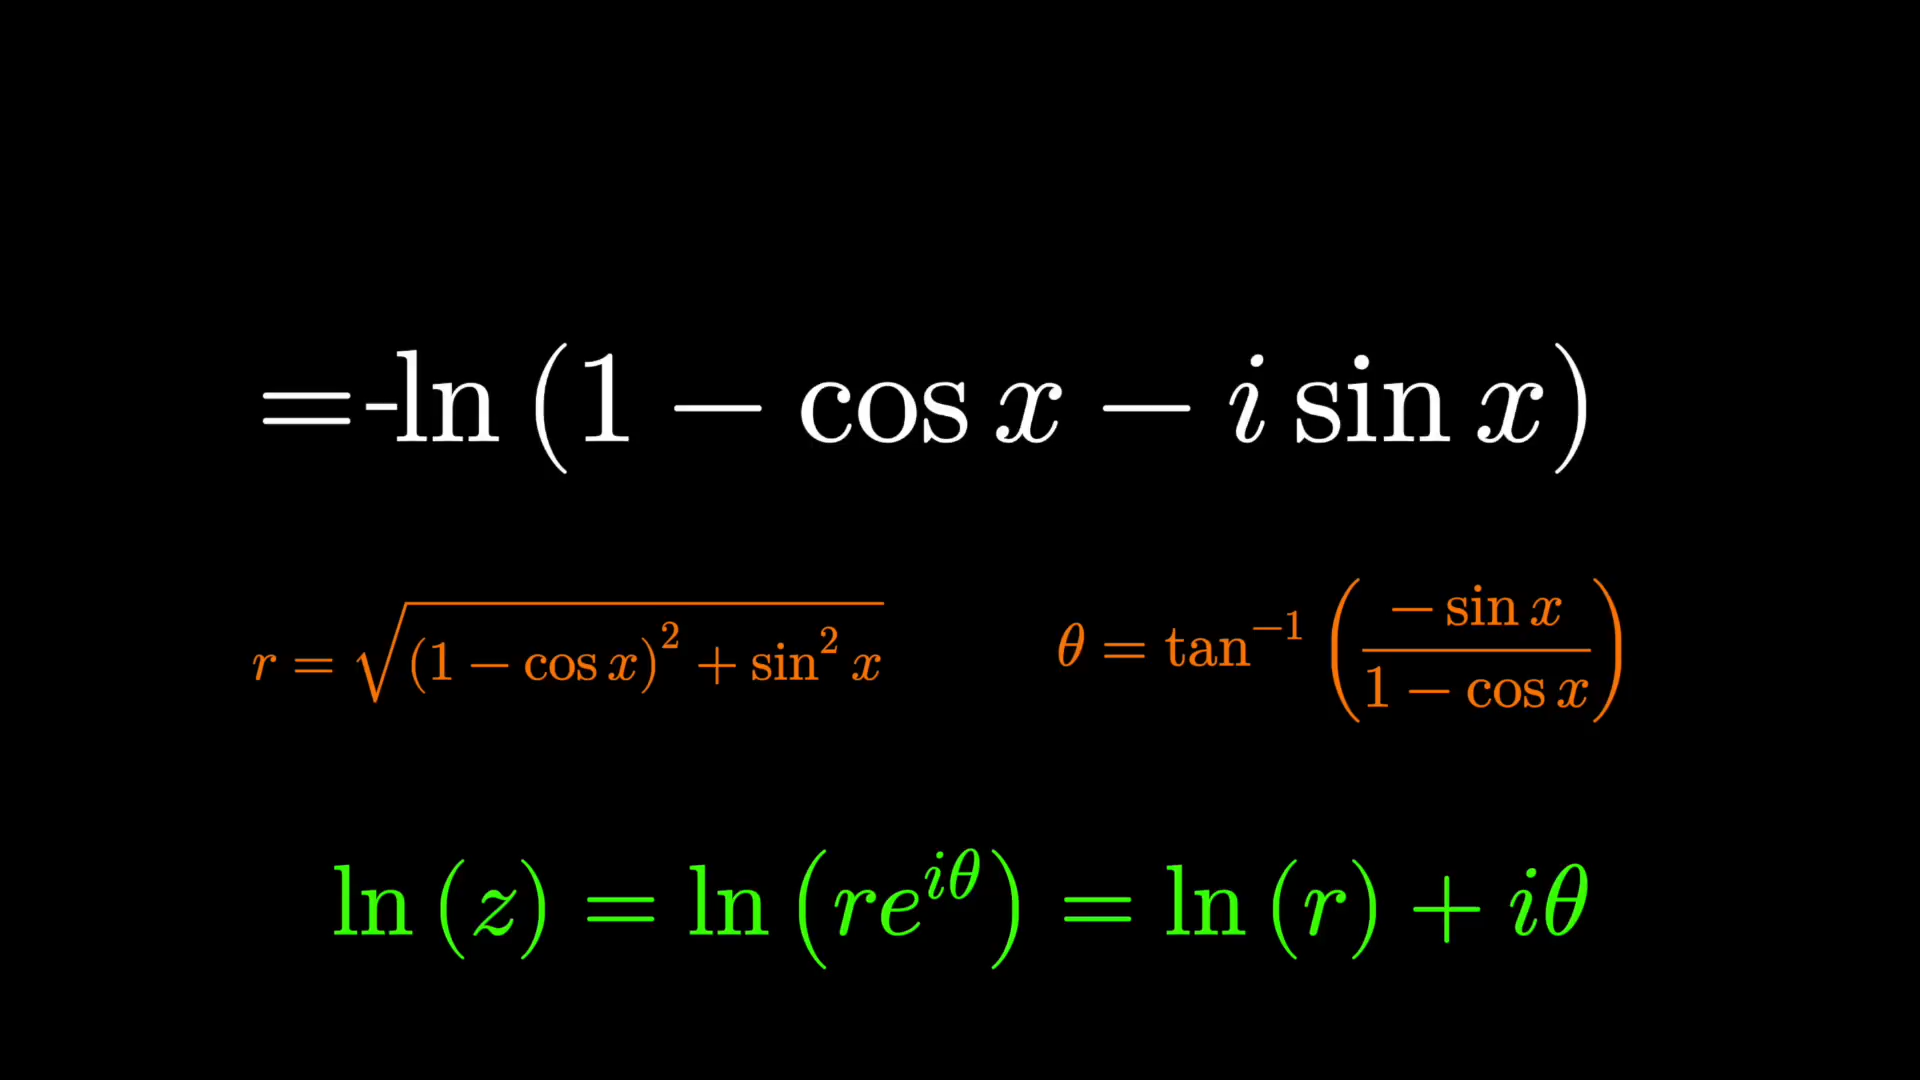 =-ln (1 − cos x − i sin x)
r = √((1 − cos x)² + sin² x) θ = tan⁻¹ (− sin x / 1 − cos x)
ln (z) = ln (re^{iθ}) = ln (r) + iθ